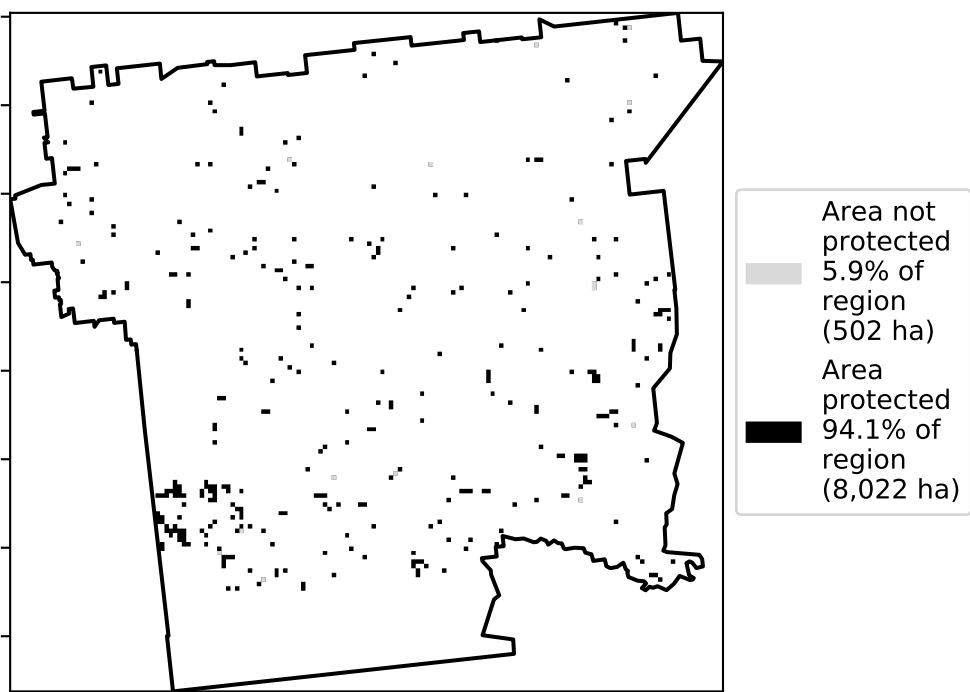 Area not
protected
5.9% of
region
(502 ha)
Area
protected
94.1% of
region
(8,022 ha)